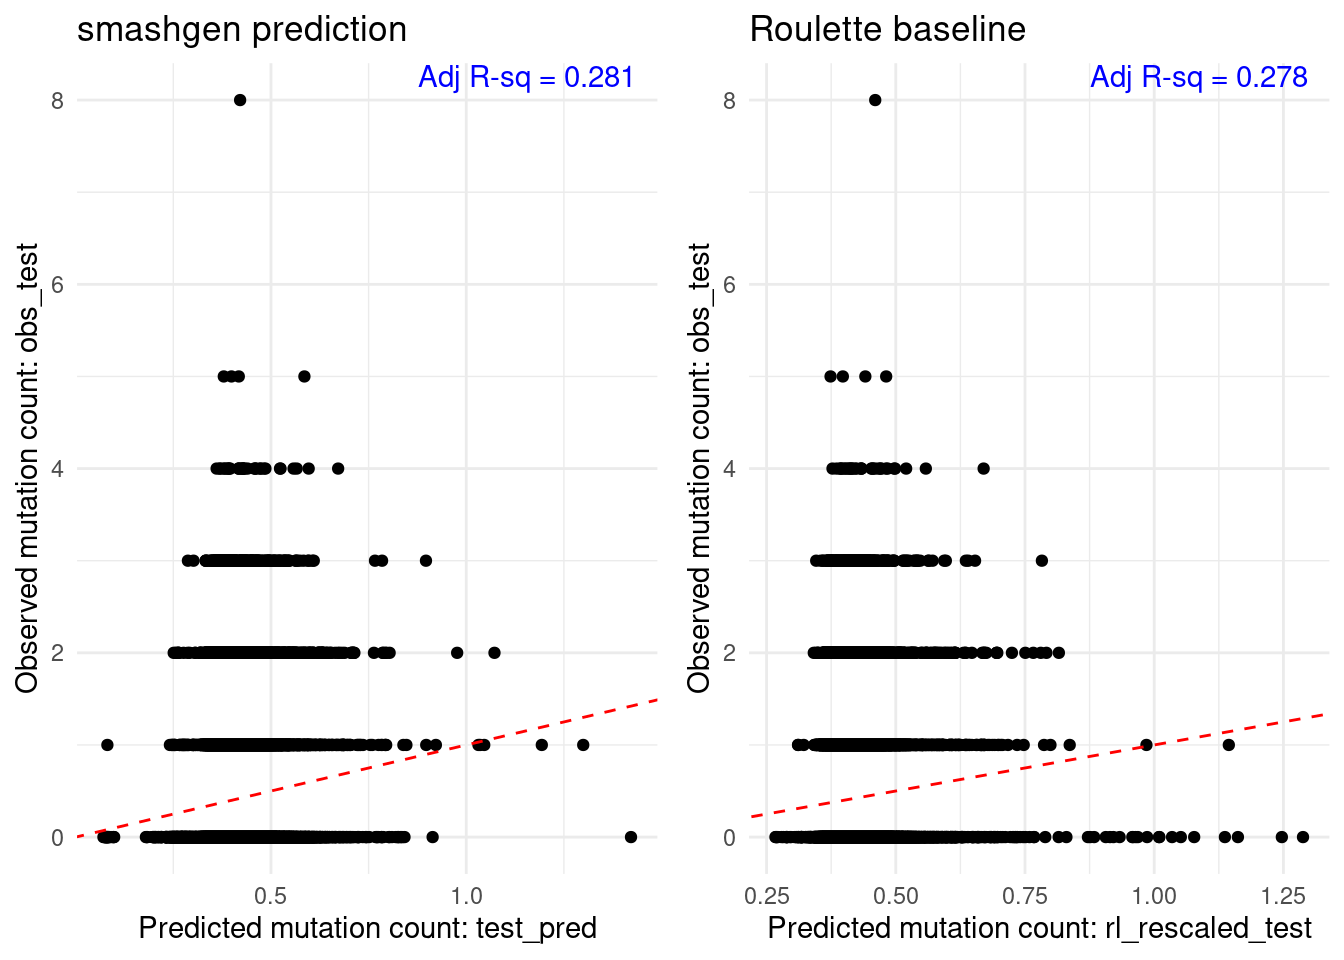 smashgen prediction
Adj R-sq = 0.281
Observed mutation count: obs_test
8
6
4
2
0
0.5
1.0
Predicted mutation count: test_pred
Roulette baseline
Adj R-sq = 0.278
Observed mutation count: obs_test
8
6
4
2
0
0.25
0.50
0.75
1.00
1.25
Predicted mutation count: rl_rescaled_test